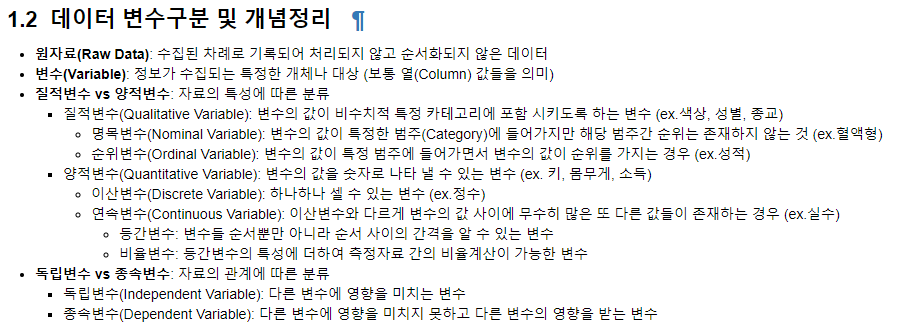 1.2 데이터 변수구분 및 개념정리 ¶
• 원자료(Raw Data): 수집된 차례로 기록되어 처리되지 않고 순서화되지 않은 데이터
• 변수(Variable): 정보가 수집되는 특정한 개체나 대상 (보통 열(Column) 값들을 의미)
• 질적변수 vs 양적변수: 자료의 특성에 따른 분류
▪ 질적변수(Qualitative Variable): 변수의 값이 비수치적 특정 카테고리에 포함 시키도록 하는 변수 (ex.색상, 성별, 종교)
◦ 명목변수(Nominal Variable): 변수의 값이 특정한 범주(Category)에 들어가지만 해당 범주간 순위는 존재하지 않는 것 (ex.혈액형)
◦ 순위변수(Ordinal Variable): 변수의 값이 특정 범주에 들어가면서 변수의 값이 순위를 가지는 경우 (ex.성적)
▪ 양적변수(Quantitative Variable): 변수의 값을 숫자로 나타 낼 수 있는 변수 (ex. 키, 몸무게, 소득)
◦ 이산변수(Discrete Variable): 하나하나 셀 수 있는 변수 (ex.정수)
◦ 연속변수(Continuous Variable): 이산변수와 다르게 변수의 값 사이에 무수히 많은 또 다른 값들이 존재하는 경우 (ex.실수)
◦ 등간변수: 변수들 순서뿐만 아니라 순서 사이의 간격을 알 수 있는 변수
◦ 비율변수: 등간변수의 특성에 더하여 측정자료 간의 비율계산이 가능한 변수
• 독립변수 vs 종속변수: 자료의 관계에 따른 분류
▪ 독립변수(Independent Variable): 다른 변수에 영향을 미치는 변수
▪ 종속변수(Dependent Variable): 다른 변수에 영향을 미치지 못하고 다른 변수의 영향을 받는 변수